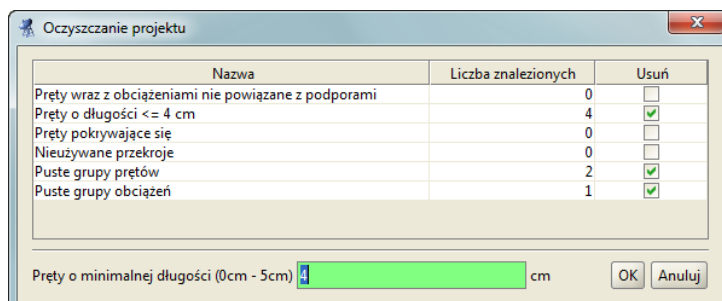 Oczyszczanie projektu
Nazwa Liczba znalezionych Usuń
Pręty wraz z obciążeniami nie powiązane z podporami 0
Pręty o długości <= 4 cm 4
Pręty pokrywające się 0
Nieużywane przekroje 0
Puste grupy prętów 2
Puste grupy obciążeń 1
Pręty o minimalnej długości (0cm - 5cm) 4 cm OK Anuluj